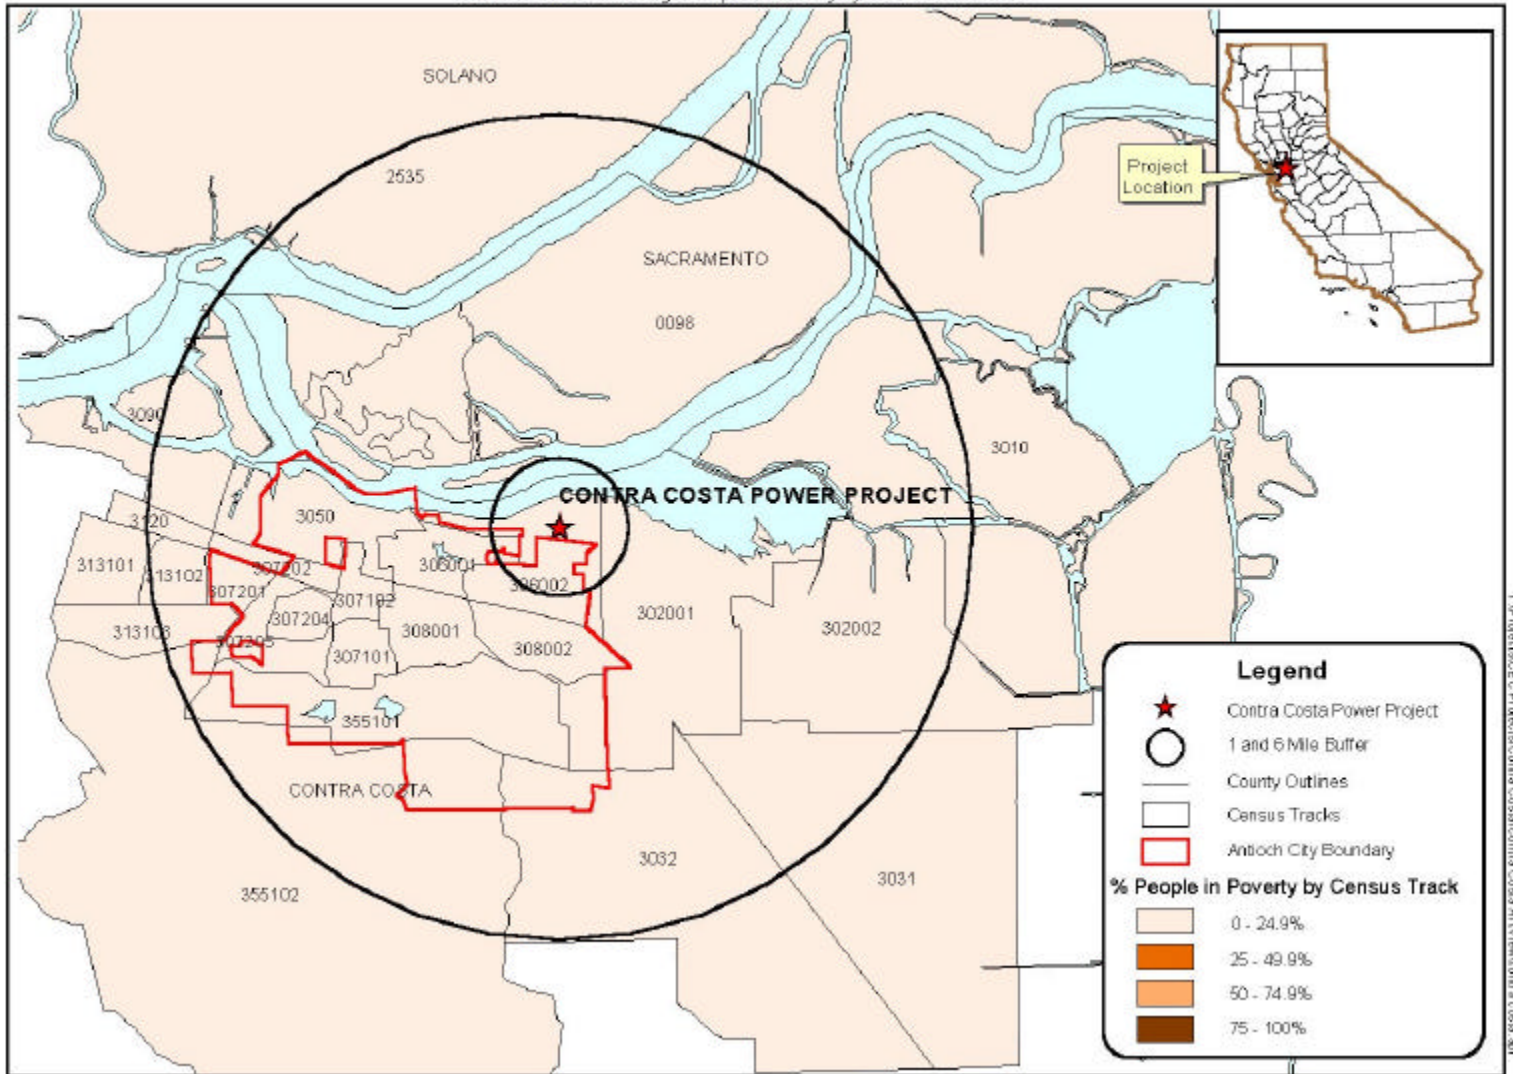 SOLANO
2535
Project
Location
SACRAMENTO
0098
3090
3010
CONTRA COSTA POWER PROJECT
3050
3120
313101
313102
307202
307201
306001
306002
307102
307204
302001
302002
313103
307205
308001
308002
307101
355101
CONTRA COSTA
3032
3031
355102
Legend
Contra Costa Power Project
1 and 6 Mile Buffer
County Outlines
Census Tracks
Antioch City Boundary
% People in Poverty by Census Track
0 - 24.9%
25 - 49.9%
50 - 74.9%
75 - 100%